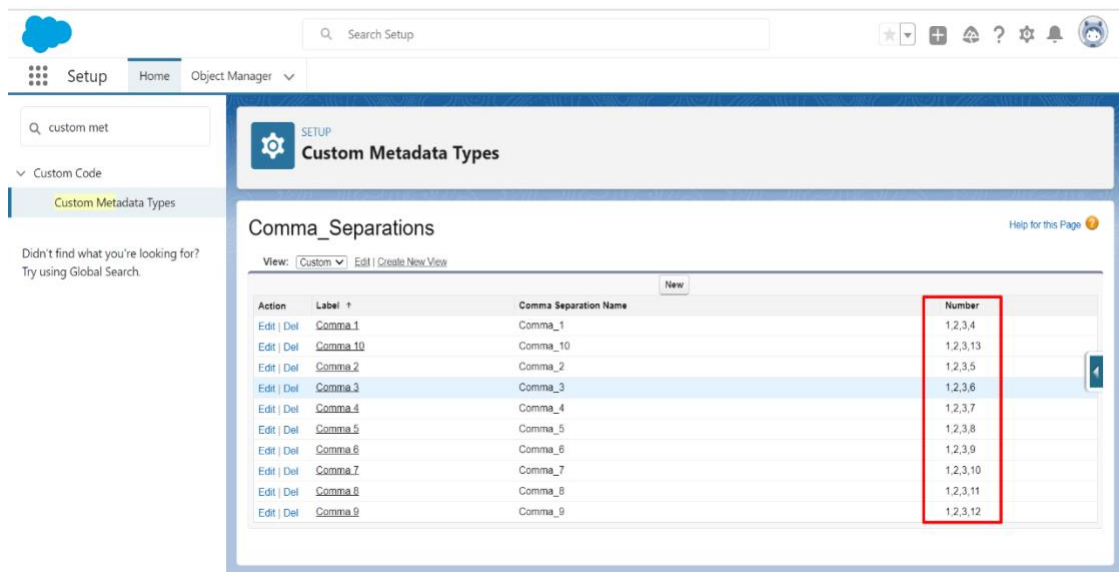 Search Setup
Setup Home Object Manager
custom met
Custom Code
Custom Metadata Types
Didn't find what you're looking for?
Try using Global Search.
SETUP
Custom Metadata Types
Comma_Separations
Help for this Page
View: Custom Edit | Create New View
New
Action Label ↑ Comma Separation Name Number
Edit | Del Comma 1 Comma_1 1,2,3,4
Edit | Del Comma 10 Comma_10 1,2,3,13
Edit | Del Comma 2 Comma_2 1,2,3,5
Edit | Del Comma 3 Comma_3 1,2,3,6
Edit | Del Comma 4 Comma_4 1,2,3,7
Edit | Del Comma 5 Comma_5 1,2,3,8
Edit | Del Comma 6 Comma_6 1,2,3,9
Edit | Del Comma 7 Comma_7 1,2,3,10
Edit | Del Comma 8 Comma_8 1,2,3,11
Edit | Del Comma 9 Comma_9 1,2,3,12